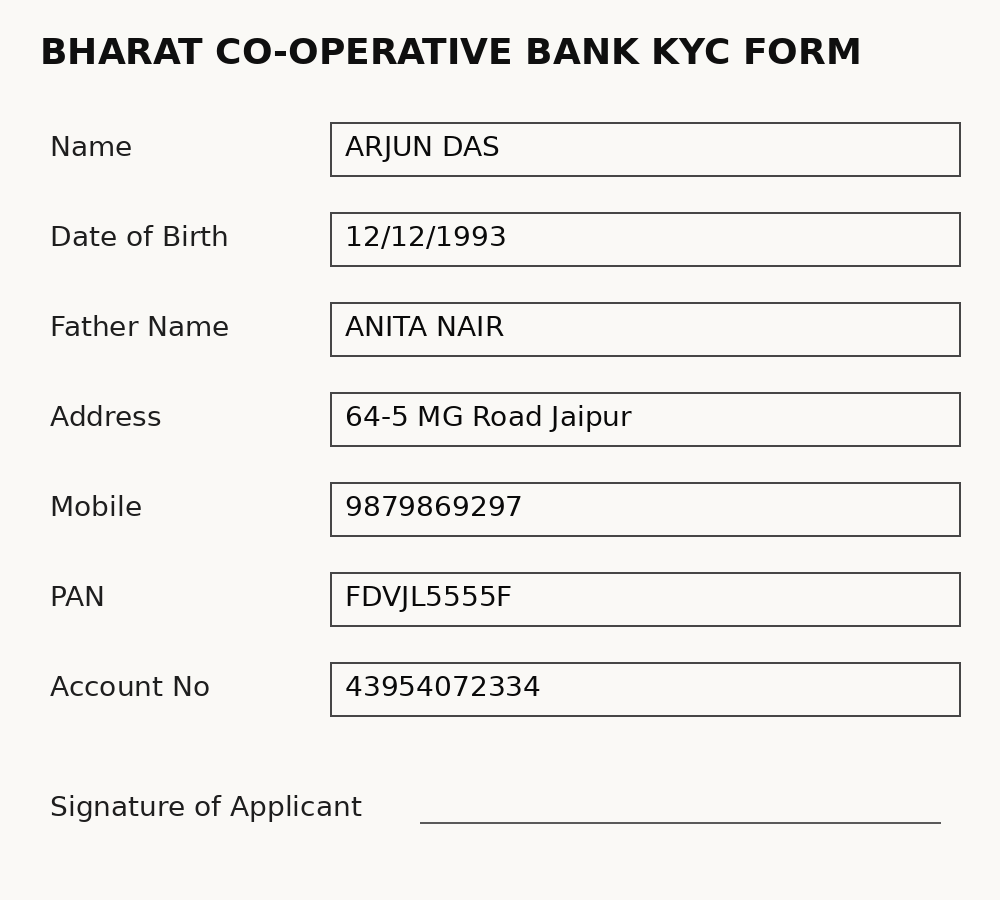 BHARAT CO-OPERATIVE BANK KYC FORM
Name ARJUN DAS
Date of Birth 12/12/1993
Father Name ANITA NAIR
Address 64-5 MG Road Jaipur
Mobile 9879869297
PAN FDVJL5555F
Account No 43954072334
Signature of Applicant